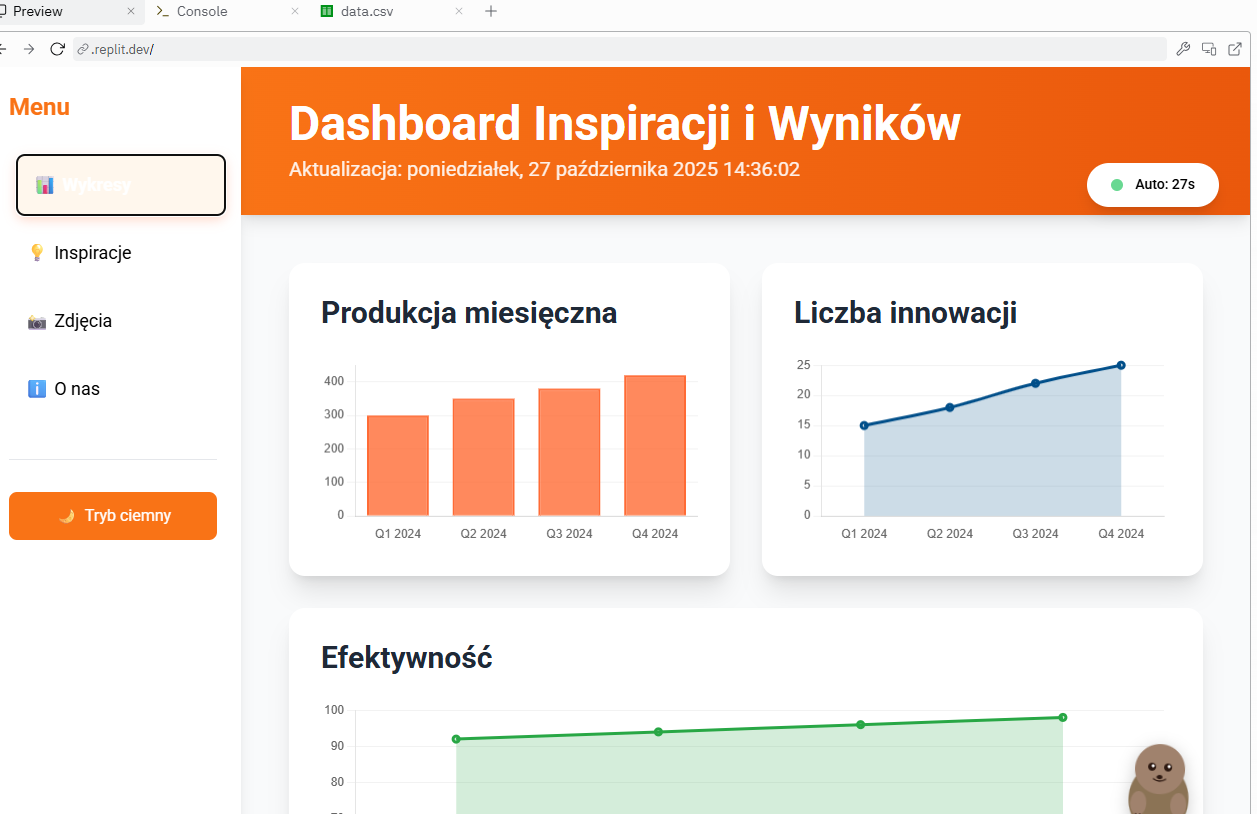 Preview
Console
data.csv
.replit.dev/
Menu
Wykresy
Inspiracje
Zdjęcia
O nas
Tryb ciemny
Dashboard Inspiracji i Wyników
Aktualizacja: poniedziałek, 27 października 2025 14:36:02
Auto: 27s
Produkcja miesięczna
400
300
200
100
0
Q1 2024 Q2 2024 Q3 2024 Q4 2024
Liczba innowacji
25
20
15
10
5
0
Q1 2024 Q2 2024 Q3 2024 Q4 2024
Efektywność
100
90
80